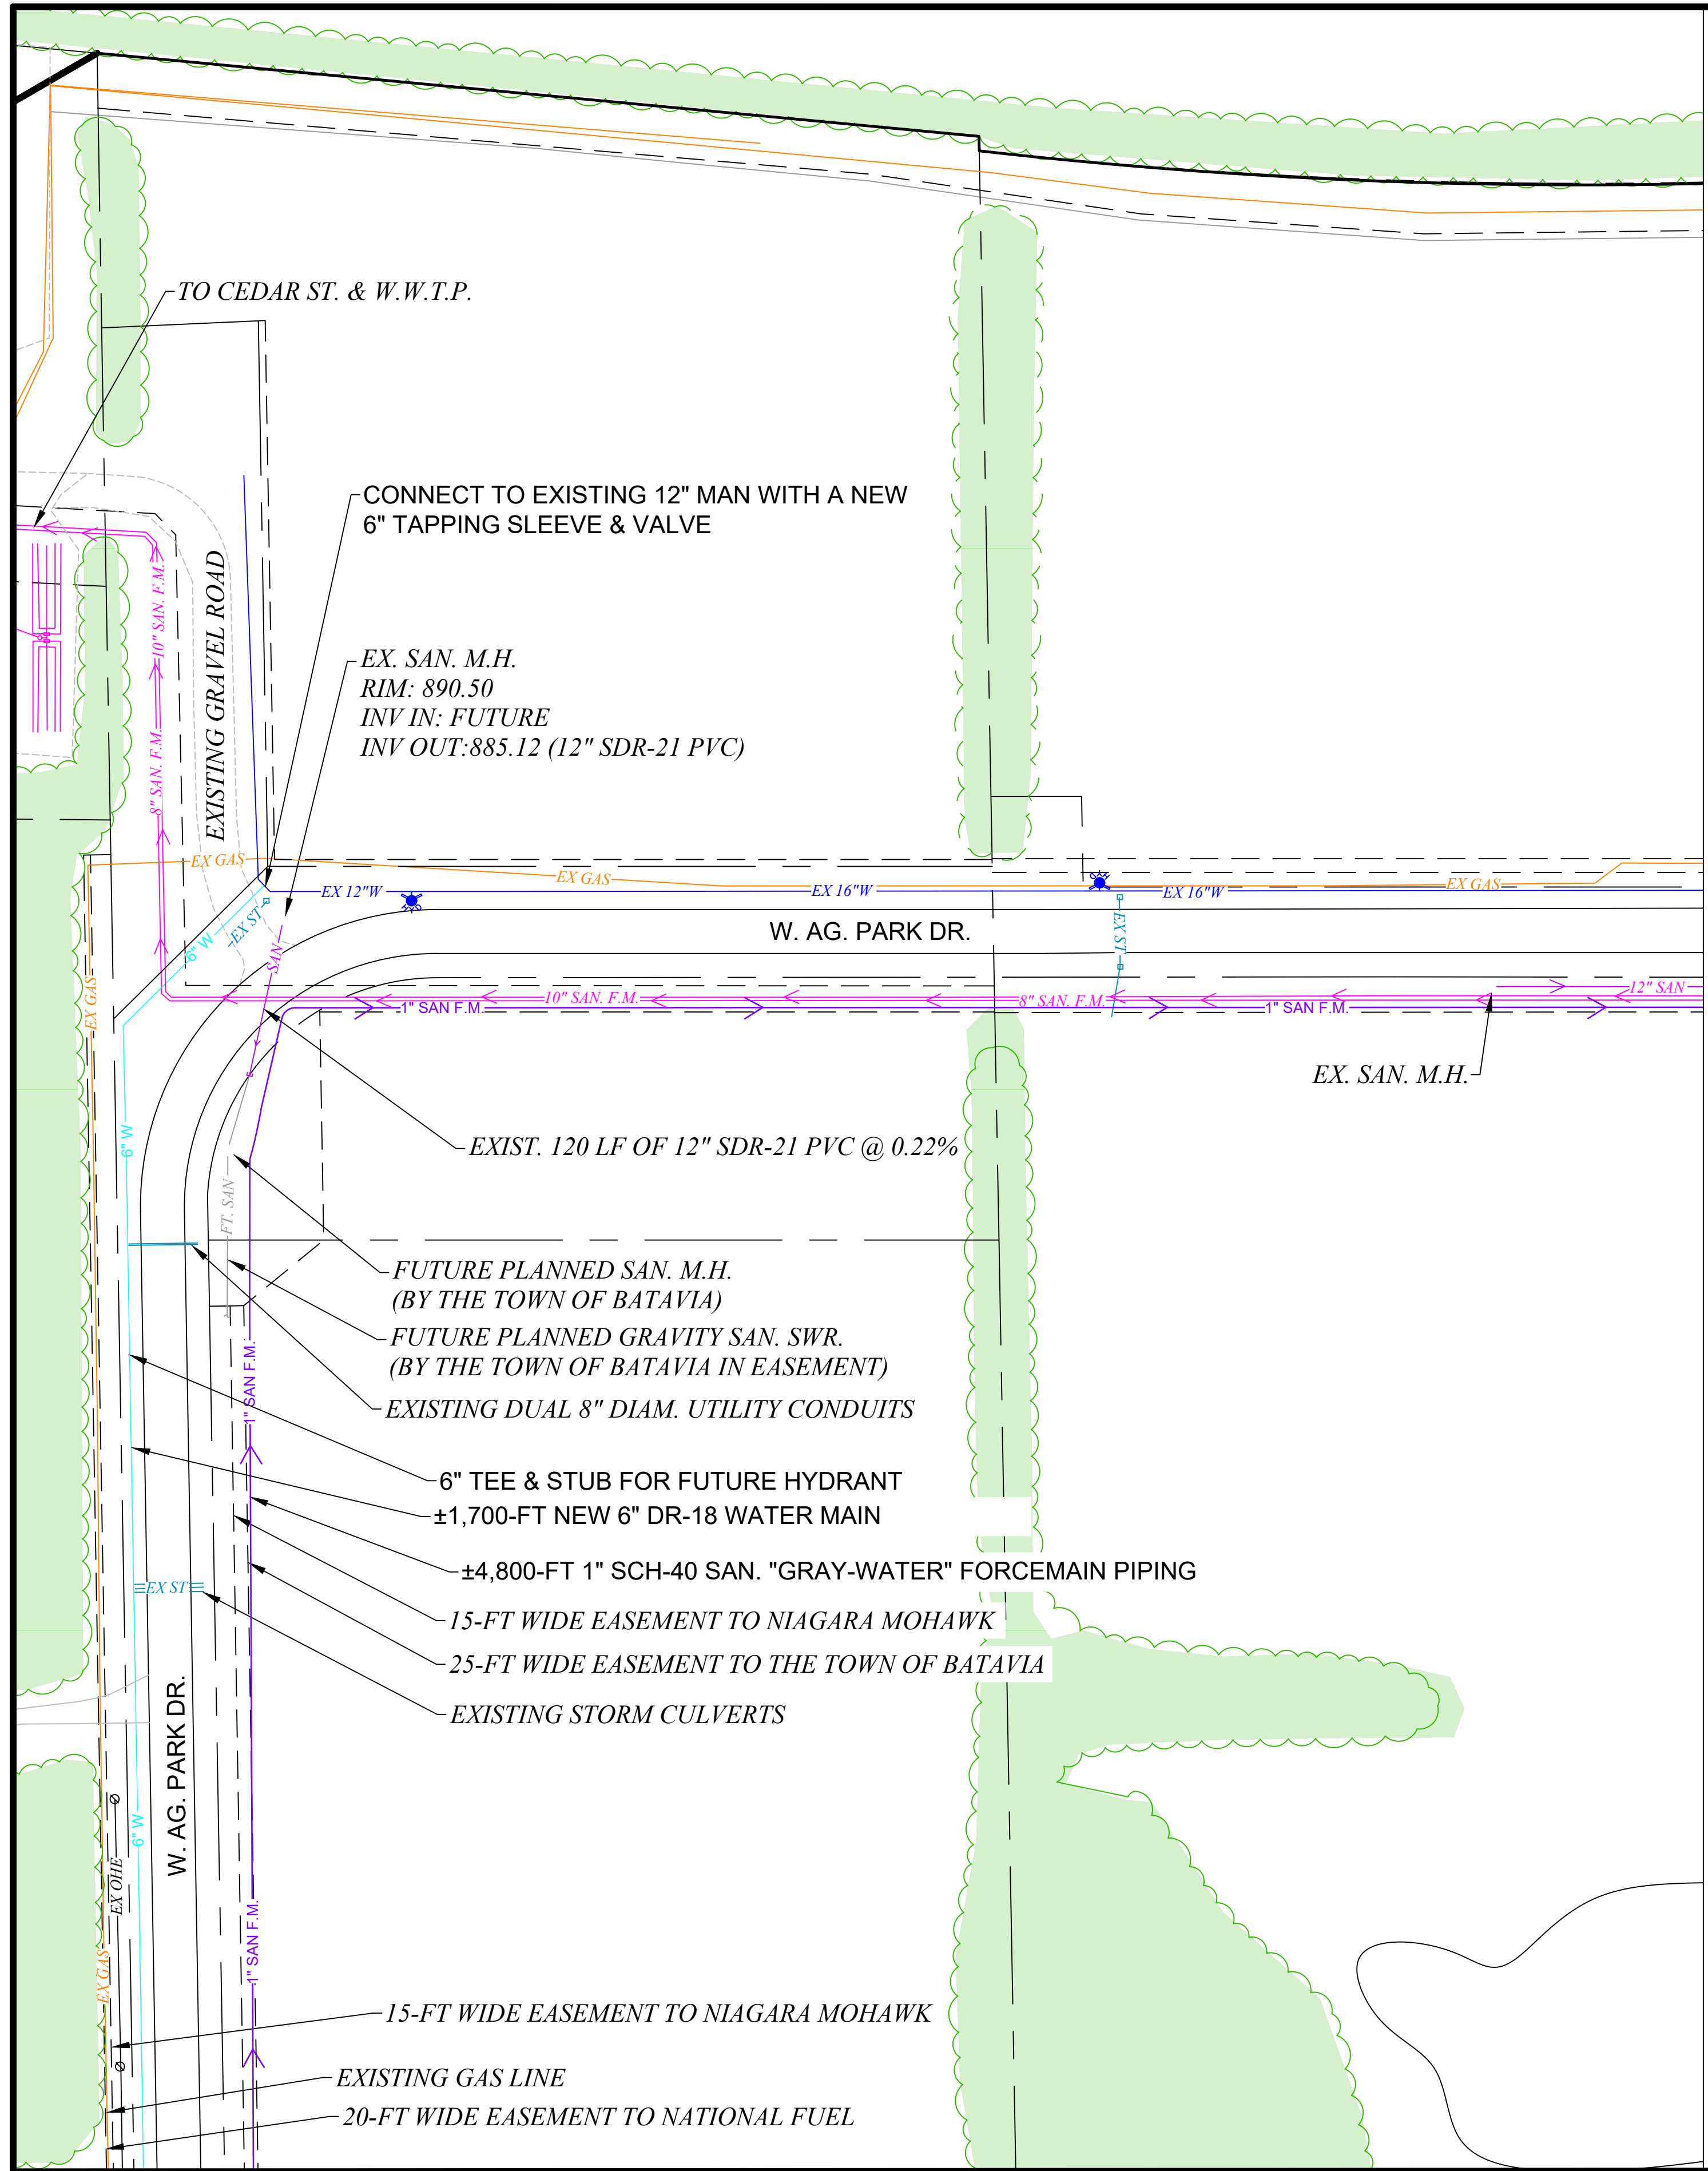 TO CEDAR ST. & W.W.T.P.
CONNECT TO EXISTING 12" MAN WITH A NEW
6" TAPPING SLEEVE & VALVE
10" SAN. F.M.
EXISTING GRAVEL ROAD
EX. SAN. M.H.
RIM: 890.50
INV IN: FUTURE
INV OUT:885.12 (12" SDR-21 PVC)
8" SAN. F.M.
EX GAS
EX GAS
EX GAS
EX 12"W
HYD
EX 16"W
HYD
EX 16"W
EX ST
6" W
SAN
W. AG. PARK DR.
EX ST
EX GAS
10" SAN. F.M.
8" SAN. F.M.
12" SAN
1" SAN F.M.
1" SAN F.M.
EX. SAN. M.H.
6" W
EXIST. 120 LF OF 12" SDR-21 PVC @ 0.22%
FT. SAN
FUTURE PLANNED SAN. M.H.
(BY THE TOWN OF BATAVIA)
FUTURE PLANNED GRAVITY SAN. SWR.
(BY THE TOWN OF BATAVIA IN EASEMENT)
1" SAN F.M.
EXISTING DUAL 8" DIAM. UTILITY CONDUITS
6" TEE & STUB FOR FUTURE HYDRANT
±1,700-FT NEW 6" DR-18 WATER MAIN
±4,800-FT 1" SCH-40 SAN. "GRAY-WATER" FORCEMAIN PIPING
EX ST
15-FT WIDE EASEMENT TO NIAGARA MOHAWK
25-FT WIDE EASEMENT TO THE TOWN OF BATAVIA
EXISTING STORM CULVERTS
W. AG. PARK DR.
6" W
EX OHE
1" SAN F.M.
EX GAS
15-FT WIDE EASEMENT TO NIAGARA MOHAWK
EXISTING GAS LINE
20-FT WIDE EASEMENT TO NATIONAL FUEL